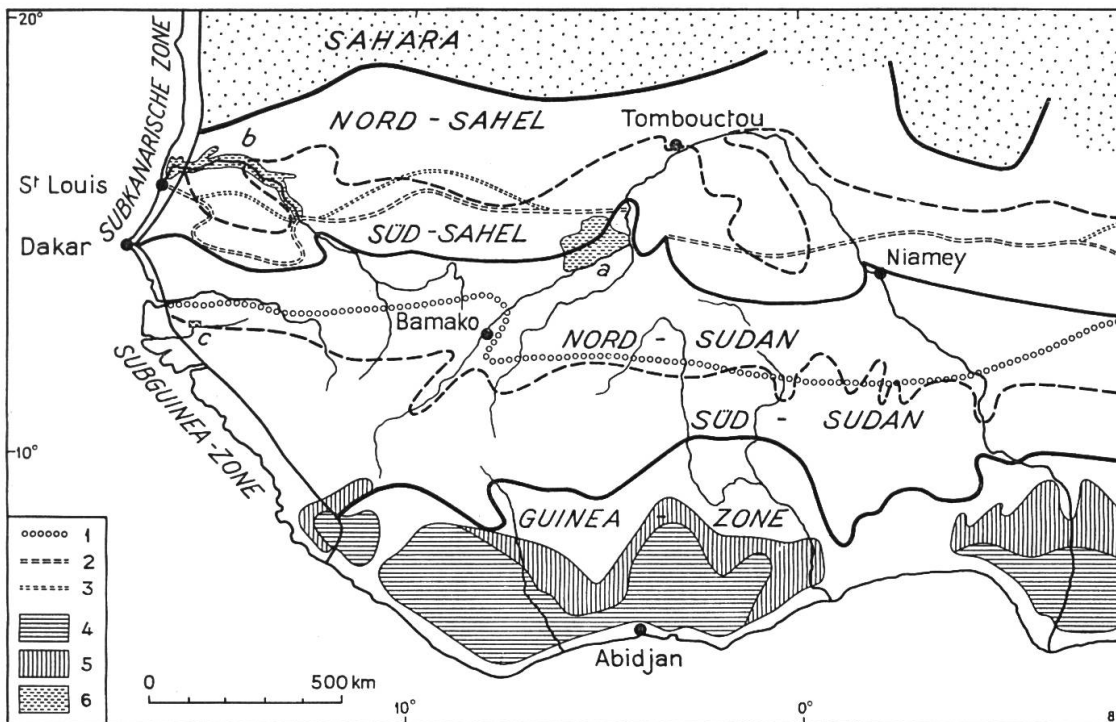 20°
SAHARA
SUBKANARISCHE ZONE
NORD - SAHEL
Tombouctou
b
St Louis
Dakar
SÜD - SAHEL
a
Niamey
Bamako
c
NORD - SUDAN
SUBGUINEA-ZONE
SÜD - SUDAN
10°
GUINEA - ZONE
1
2
3
4
5
6
Abidjan
0 500 km
10° 0° 8